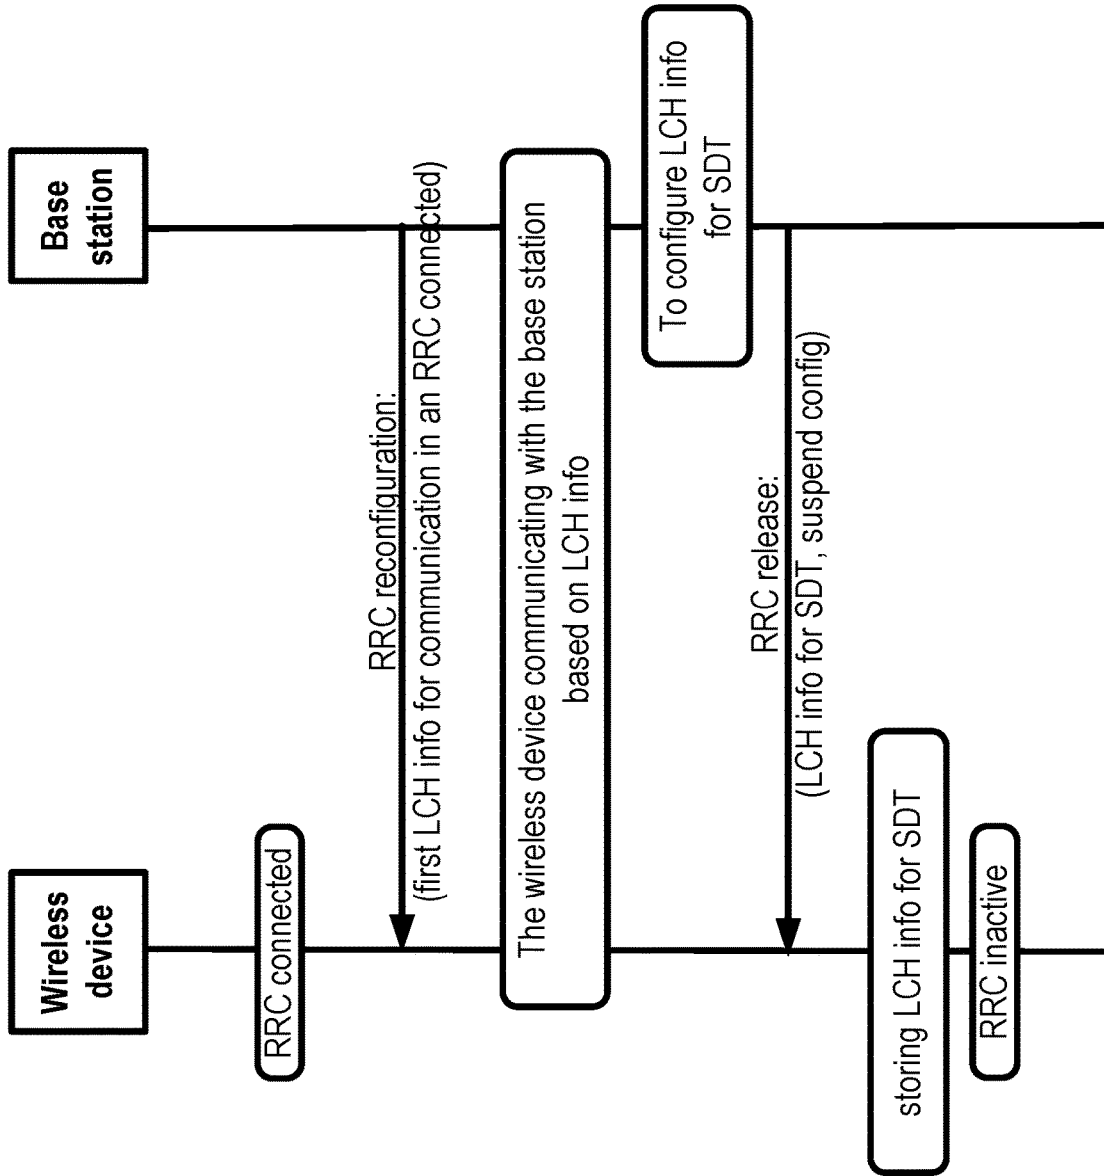 Wireless
device
Base
station
RRC connected
RRC reconfiguration:
(first LCH info for communication in an RRC connected)
The wireless device communicating with the base station
based on LCH info
To configure LCH info
for SDT
RRC release:
(LCH info for SDT, suspend config)
storing LCH info for SDT
RRC inactive